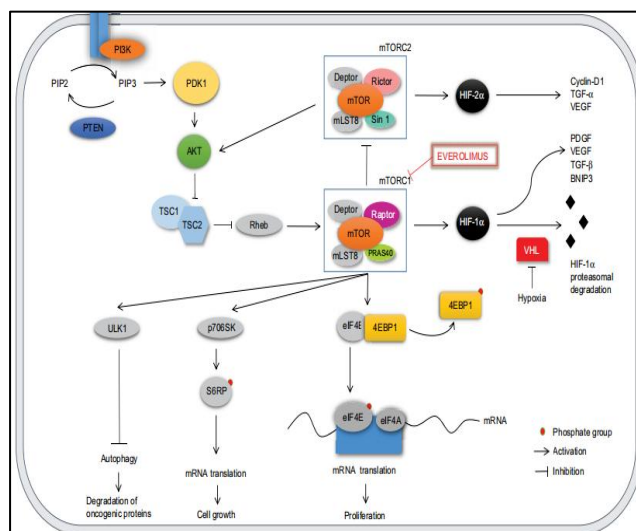 mTORC2
PI3K
PIP2
PIP3
PDK1
PTEN
AKT
Deptor
Rictor
mTOR
mLST8
Sin 1
HIF-2α
Cyclin-D1
TGF-α
VEGF
EVEROLIMUS
PDGF
VEGF
TGF-β
BNIP3
mTORC1
TSC1
TSC2
Rheb
Deptor
Raptor
mTOR
mLST8
PRAS40
HIF-1α
VHL
Hypoxia
HIF-1α
proteasomal
degradation
ULK1
p706SK
eIF4E
4EBP1
4EBP1
S6RP
eIF4E
eIF4A
mRNA
Autophagy
mRNA translation
mRNA translation
Degradation of
oncogenic proteins
Cell growth
Proliferation
Phosphate group
Activation
Inhibition